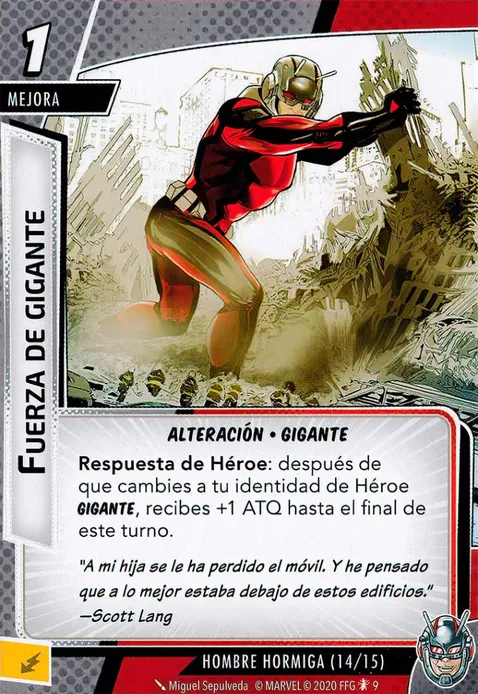 1
MEJORA
FUERZA DE GIGANTE
ALTERACIÓN • GIGANTE
Respuesta de Héroe: después de
que cambies a tu identidad de Héroe
GIGANTE, recibes +1 ATQ hasta el final de
este turno.
"A mi hija se le ha perdido el móvil. Y he pensado
que a lo mejor estaba debajo de estos edificios."
—Scott Lang
HOMBRE HORMIGA (14/15)
Miguel Sepulveda © MARVEL © 2020 FFG 9